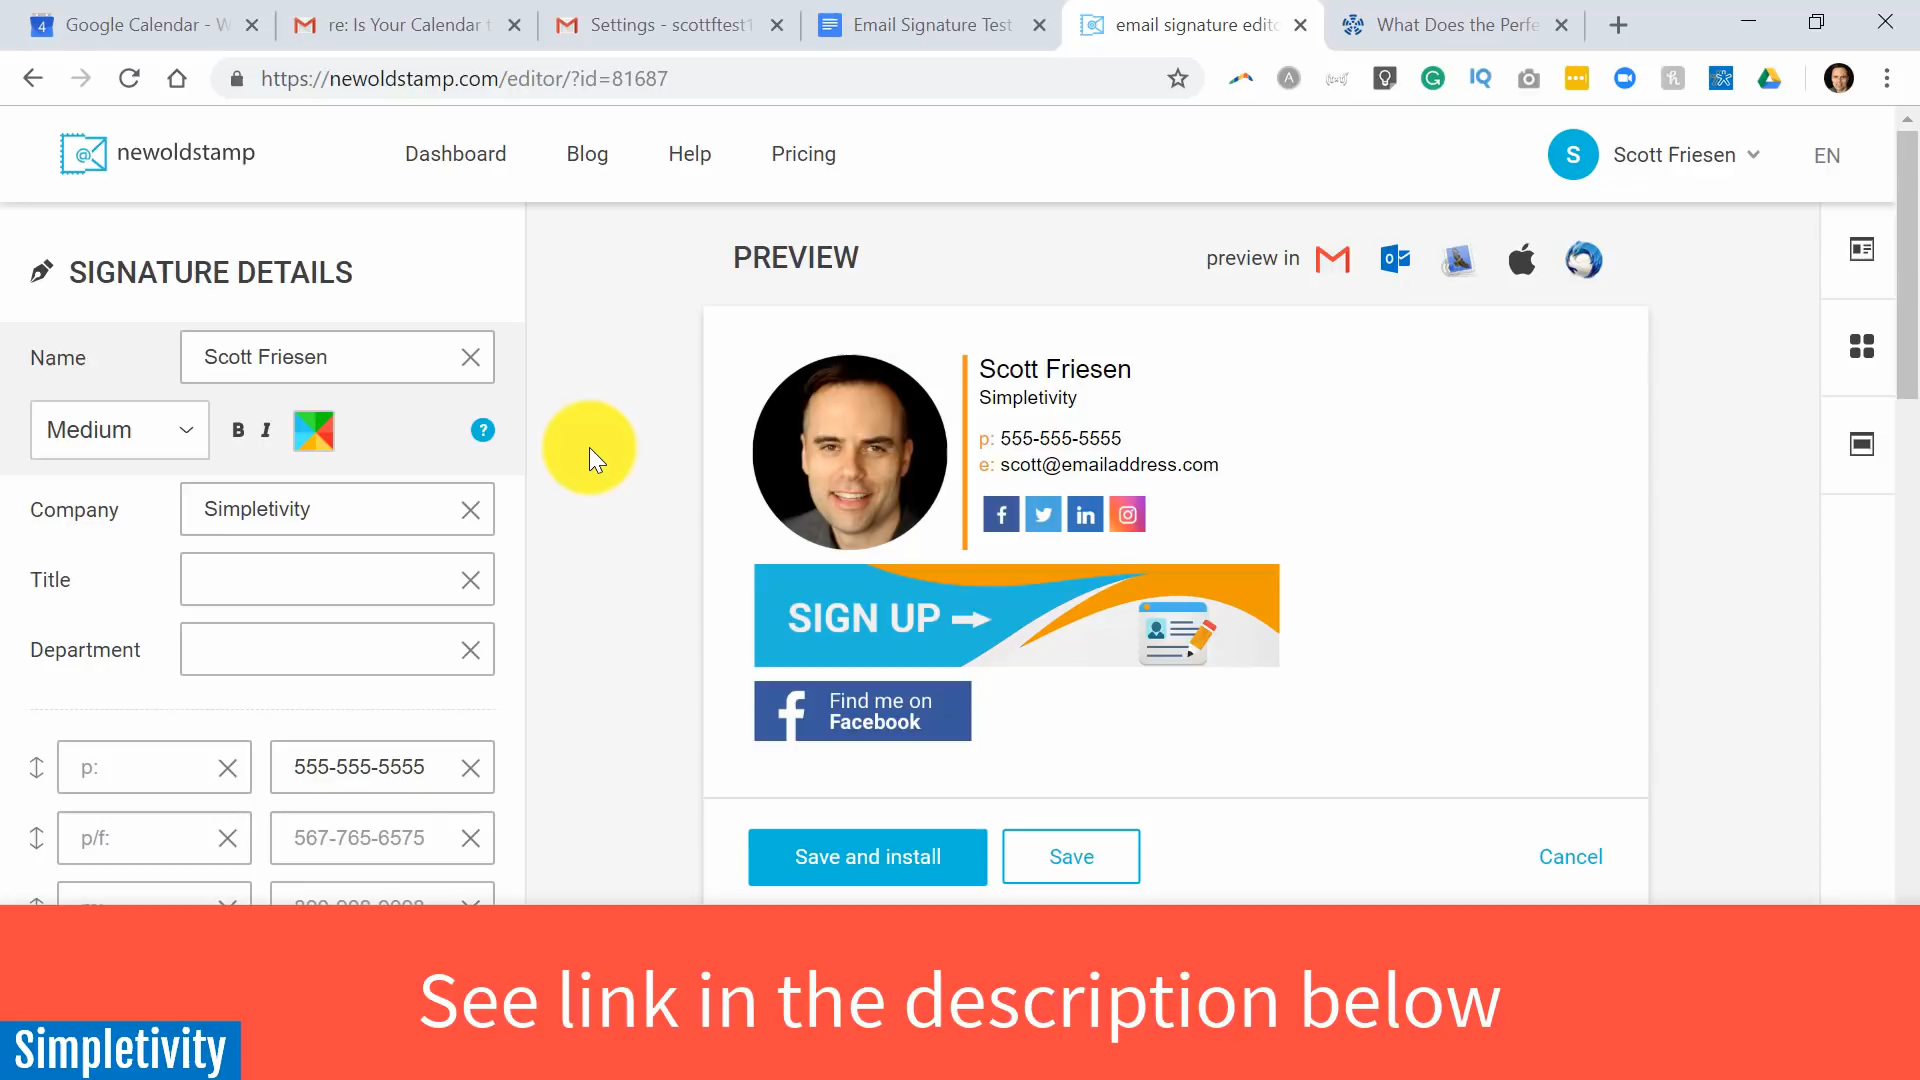 4 Google Calendar - W
re: Is Your Calendar t
Settings - scottftest1
Email Signature Test
email signature edito
What Does the Perfe
https://newoldstamp.com/editor/?id=81687
newoldstamp
Dashboard
Blog
Help
Pricing
S
Scott Friesen
EN
SIGNATURE DETAILS
Name
Scott Friesen
Medium
B I
?
Company
Simpletivity
Title
Department
p:
555-555-5555
p/f:
567-765-6575
PREVIEW
preview in
Scott Friesen
Simpletivity
p: 555-555-5555
e: scott@emailaddress.com
SIGN UP
Find me on
Facebook
Save and install
Save
Cancel
See link in the description below
Simpletivity